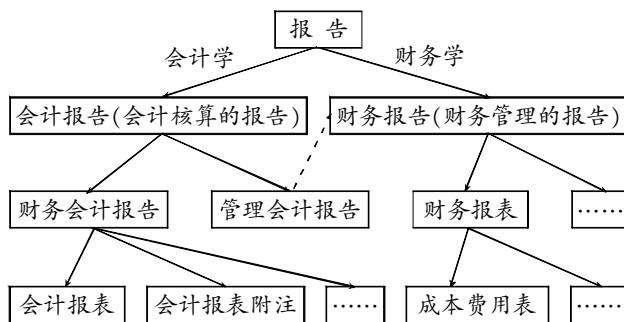 报 告
会计学
财务学
会计报告(会计核算的报告)
财务报告(财务管理的报告)
财务会计报告
管理会计报告
财务报表
……
会计报表
会计报表附注
……
成本费用表
……